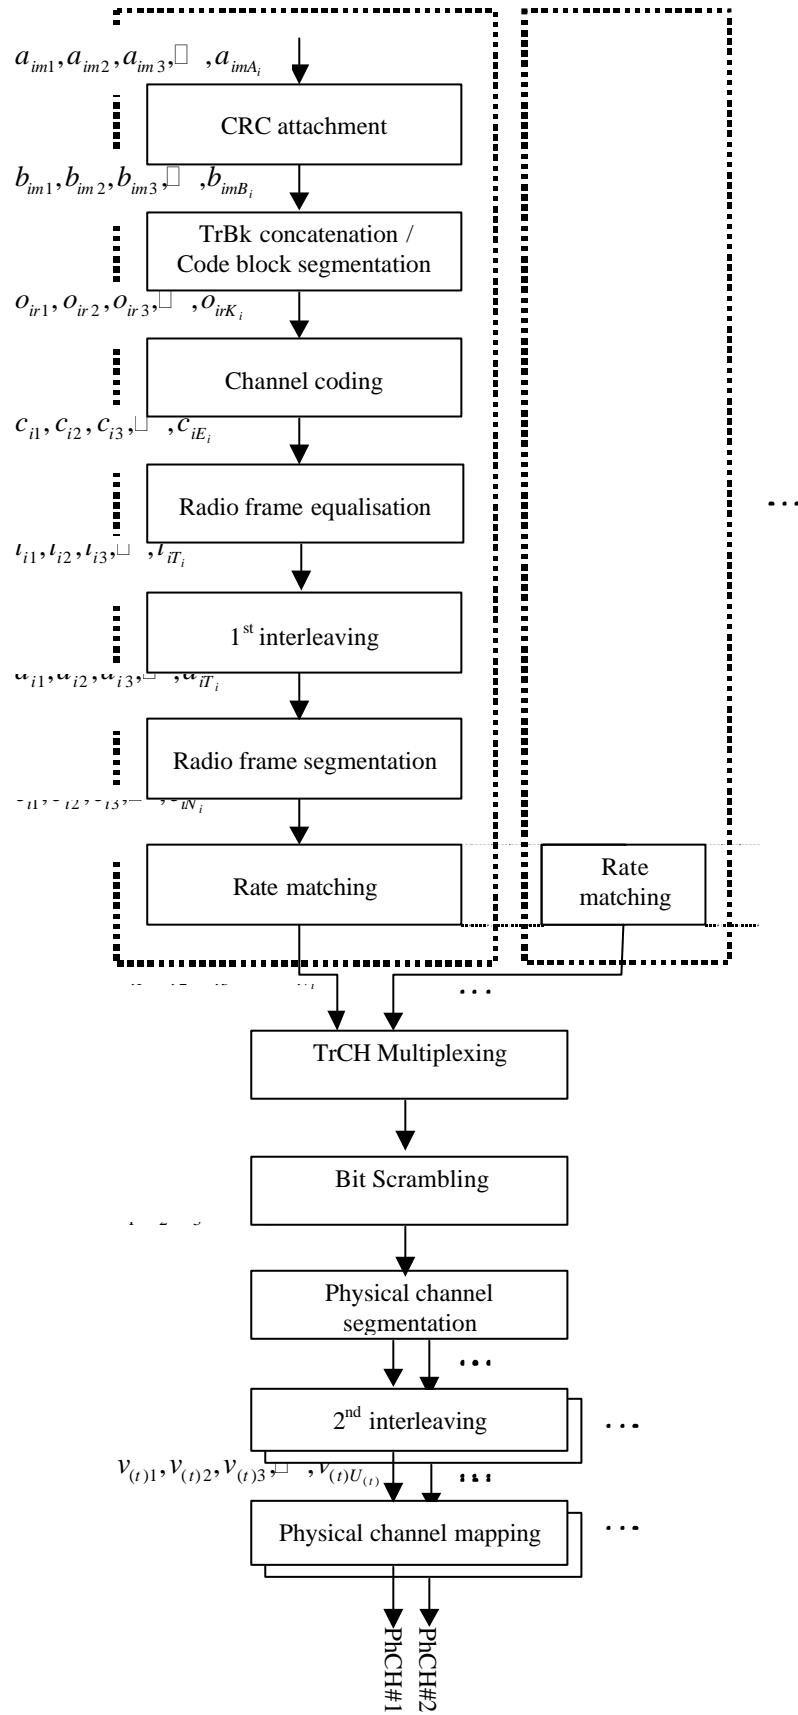 a_im1, a_im2, a_im3, □ , a_imA_i
CRC attachment
b_im1, b_im2, b_im3, □ , b_imB_i
TrBk concatenation /
Code block segmentation
o_ir1, o_ir2, o_ir3, □ , o_irK_i
Channel coding
c_i1, c_i2, c_i3, □ , c_iE_i
Radio frame equalisation
...
1st interleaving
Radio frame segmentation
Rate matching
Rate
matching
...
TrCH Multiplexing
Bit Scrambling
Physical channel
segmentation
...
2nd interleaving
...
v_(t)1, v_(t)2, v_(t)3, □ , v_(t)U_(t)
...
Physical channel mapping
...
PhCH#1
PhCH#2